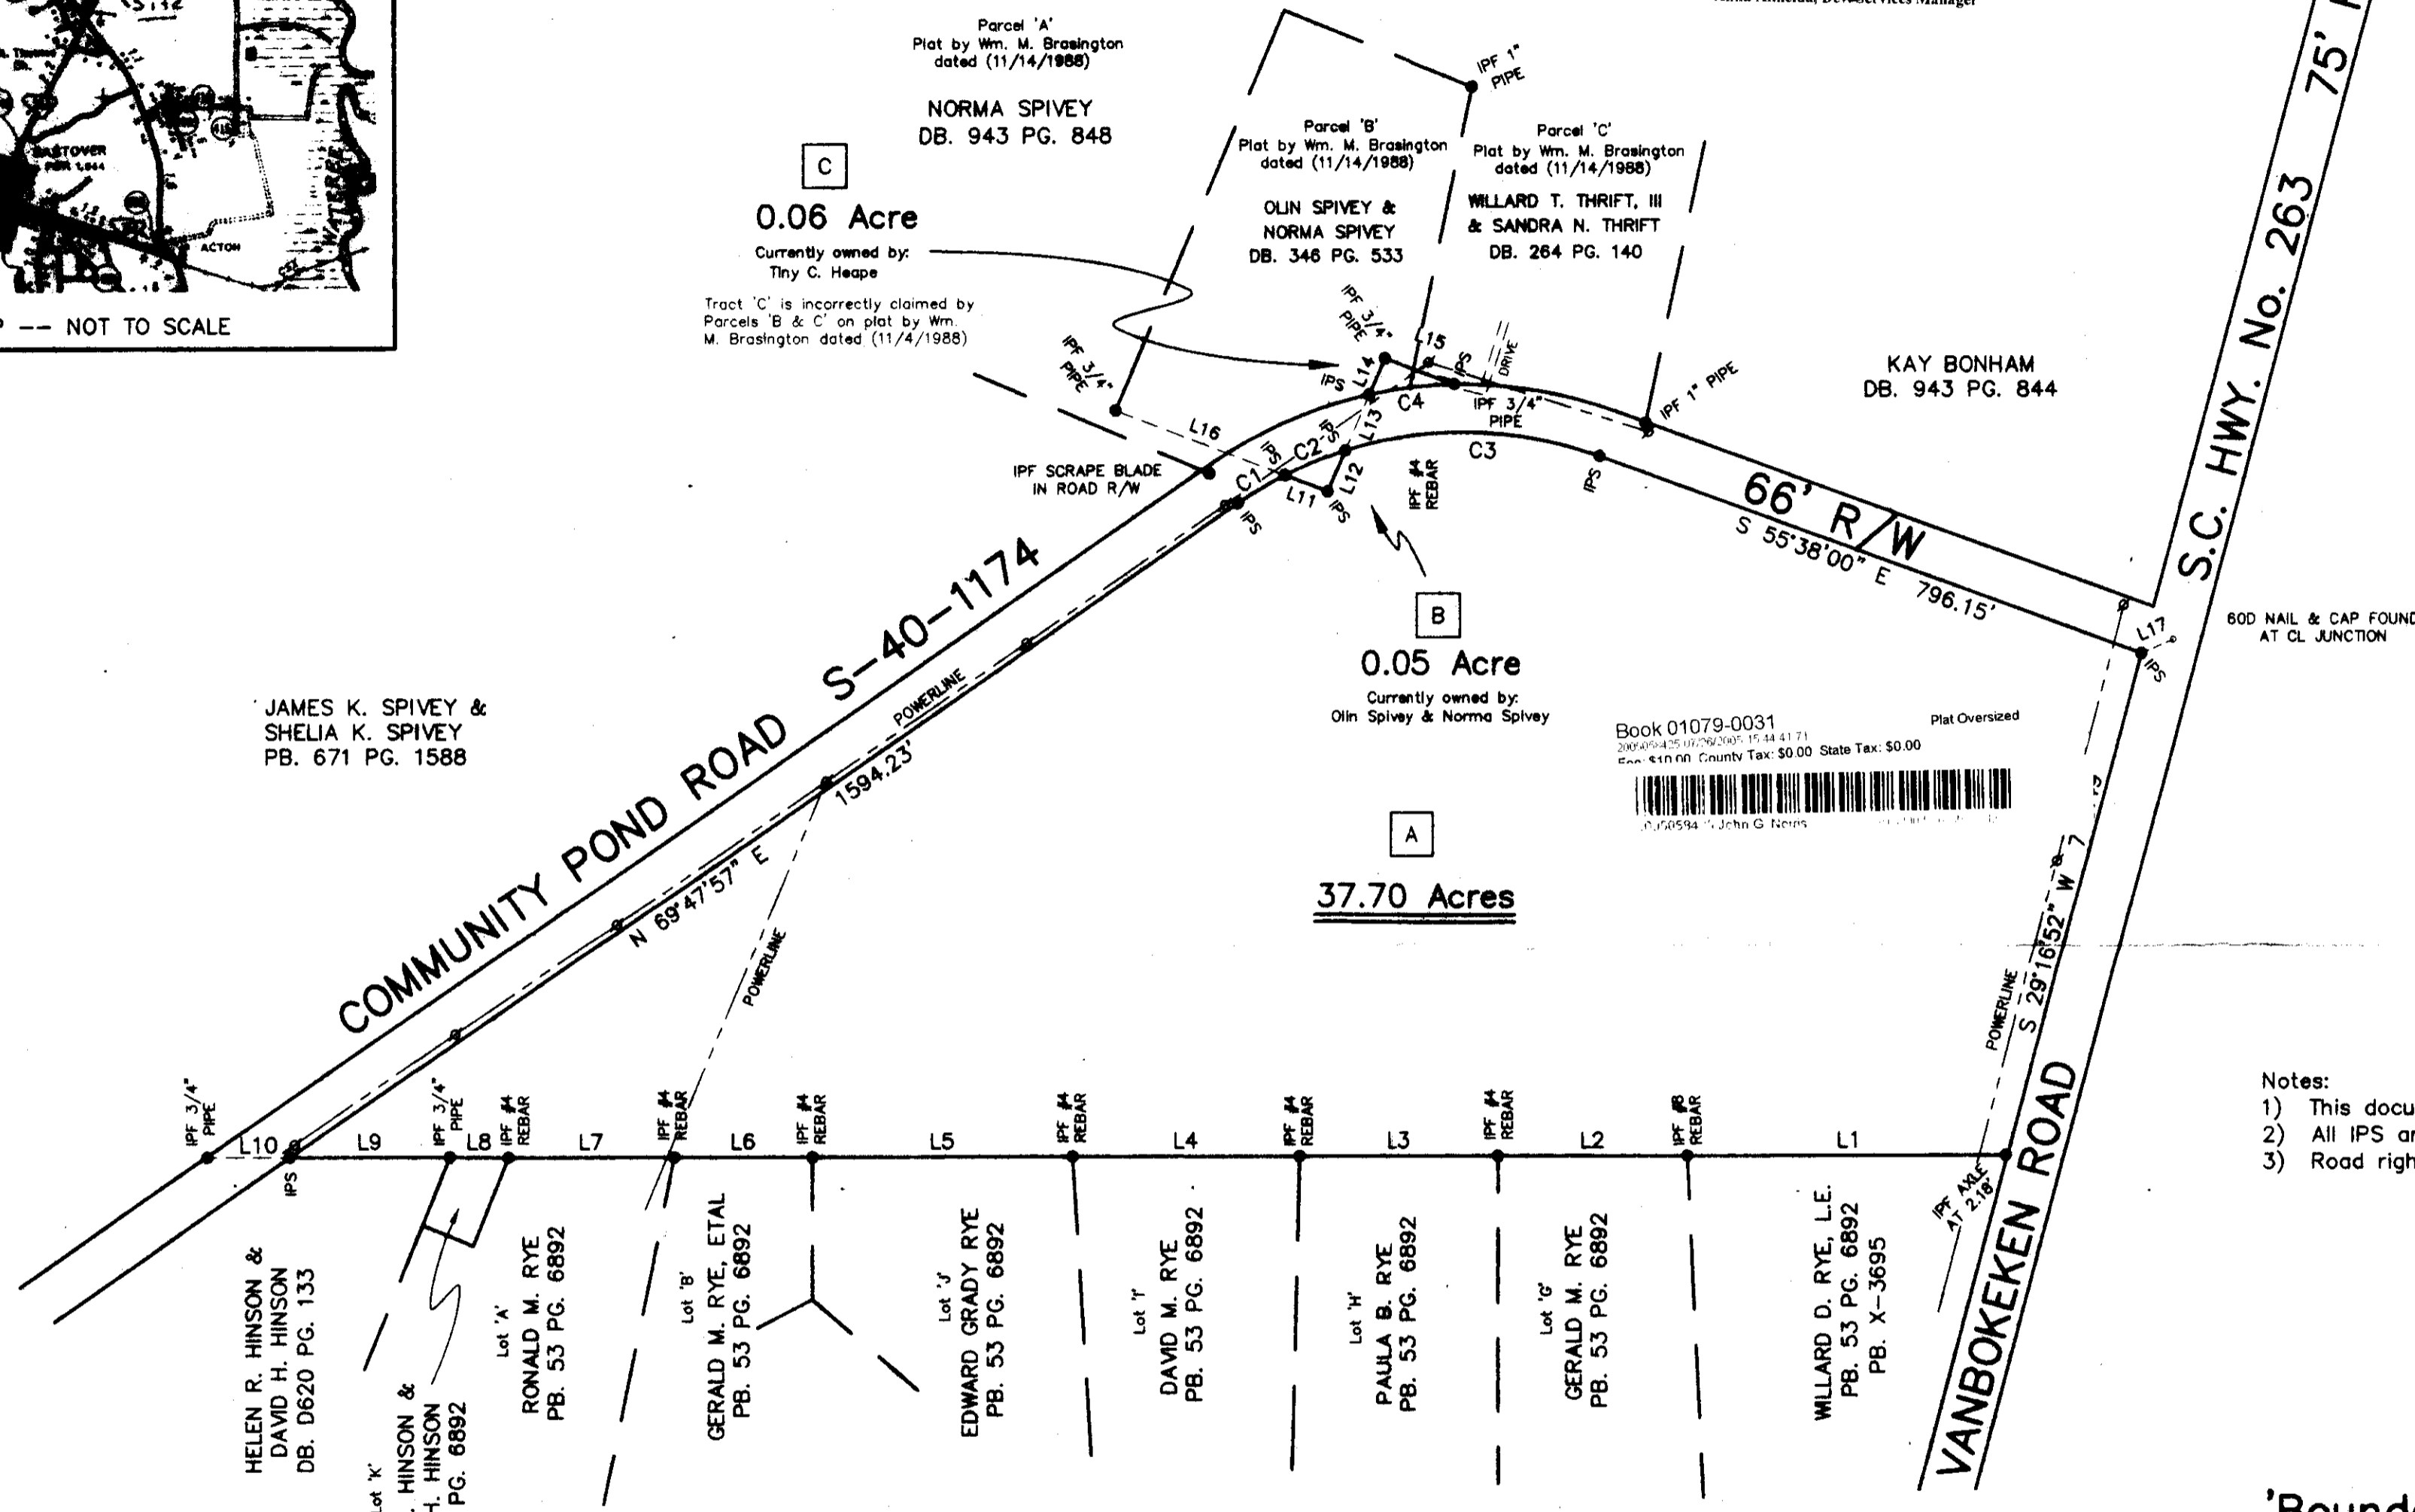 ACTON
-- NOT TO SCALE
Parcel 'A'
Plat by Wm. M. Brasington
dated (11/14/1988)
NORMA SPIVEY
DB. 943 PG. 848
C
0.06 Acre
Currently owned by:
Tiny C. Heape
Tract 'C' is incorrectly claimed by
Parcels 'B & C' on plat by Wm.
M. Brasington dated (11/4/1988)
IPF 1"
PIPE
Parcel 'B'
Plat by Wm. M. Brasington
dated (11/14/1988)
OLIN SPIVEY &
NORMA SPIVEY
DB. 346 PG. 533
Parcel 'C'
Plat by Wm. M. Brasington
dated (11/14/1988)
WILLARD T. THRIFT, III
& SANDRA N. THRIFT
DB. 264 PG. 140
S.C. HWY. No. 263 75'
KAY BONHAM
DB. 943 PG. 844
IPF 3/4"
PIPE
IPF 3/4"
PIPE
L15
IPS
DRIVE
IPS
L14
C4
IPF 3/4"
PIPE
IPF 1" PIPE
L16
L13
IPS
IPS
C2
C3
C1
L11
L12
IPS
IPS
IPF #4
REBAR
IPS
IPF SCRAPE BLADE
IN ROAD R/W
66' R/W
S 55°38'00" E 796.15'
L17
IPS
60D NAIL & CAP FOUND
AT CL JUNCTION
B
0.05 Acre
Currently owned by:
Olin Spivey & Norma Spivey
COMMUNITY POND ROAD S-40-1174
POWERLINE
1594.23'
N 69°47'57" E
POWERLINE
JAMES K. SPIVEY &
SHELIA K. SPIVEY
PB. 671 PG. 1588
Book 01079-0031
Plat Oversized
Fee: $10.00 County Tax: $0.00 State Tax: $0.00
John G Norris
A
37.70 Acres
S 29°16'52" W
POWERLINE
VANBOKEKEN ROAD
Notes:
1) This docu
2) All IPS ar
3) Road righ
IPF 3/4"
PIPE
L10
IPS
L9
IPF 3/4"
PIPE
L8
IPF #4
REBAR
L7
IPF #4
REBAR
L6
IPF #4
REBAR
L5
IPF #4
REBAR
L4
IPF #4
REBAR
L3
IPF #4
REBAR
L2
IPF #8
REBAR
L1
IPF AXLE
AT 2.18'
HELEN R. HINSON &
DAVID H. HINSON
DB. D620 PG. 133
Lot 'K'
HINSON &
H. HINSON
PG. 6892
Lot 'A'
RONALD M. RYE
PB. 53 PG. 6892
Lot 'B'
GERALD M. RYE, ETAL
PB. 53 PG. 6892
Lot 'J'
EDWARD GRADY RYE
PB. 53 PG. 6892
Lot 'I'
DAVID M. RYE
PB. 53 PG. 6892
Lot 'H'
PAULA B. RYE
PB. 53 PG. 6892
Lot 'G'
GERALD M. RYE
PB. 53 PG. 6892
WILLARD D. RYE, L.E.
PB. 53 PG. 6892
PB. X-3695